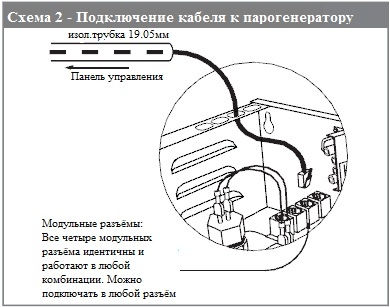 Схема 2 - Подключение кабеля к парогенератору
изол.трубка 19.05мм
Панель управления
Модульные разъёмы:
Все четыре модульных
разъёма идентичны и
работают в любой
комбинации. Можно
подключать в любой разъём